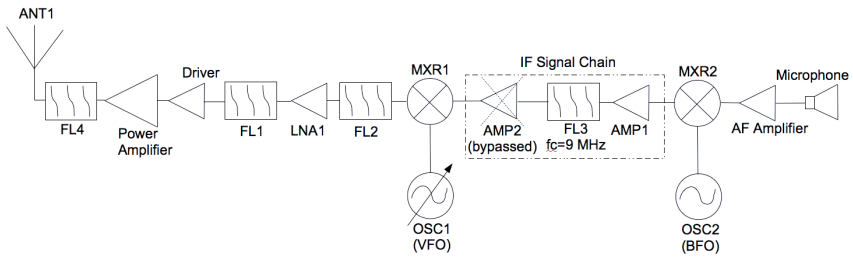 ANT1
FL4
Power
Amplifier
Driver
FL1
LNA1
FL2
MXR1
OSC1
(VFO)
IF Signal Chain
AMP2
(bypassed)
FL3
fc=9 MHz
AMP1
MXR2
OSC2
(BFO)
AF Amplifier
Microphone